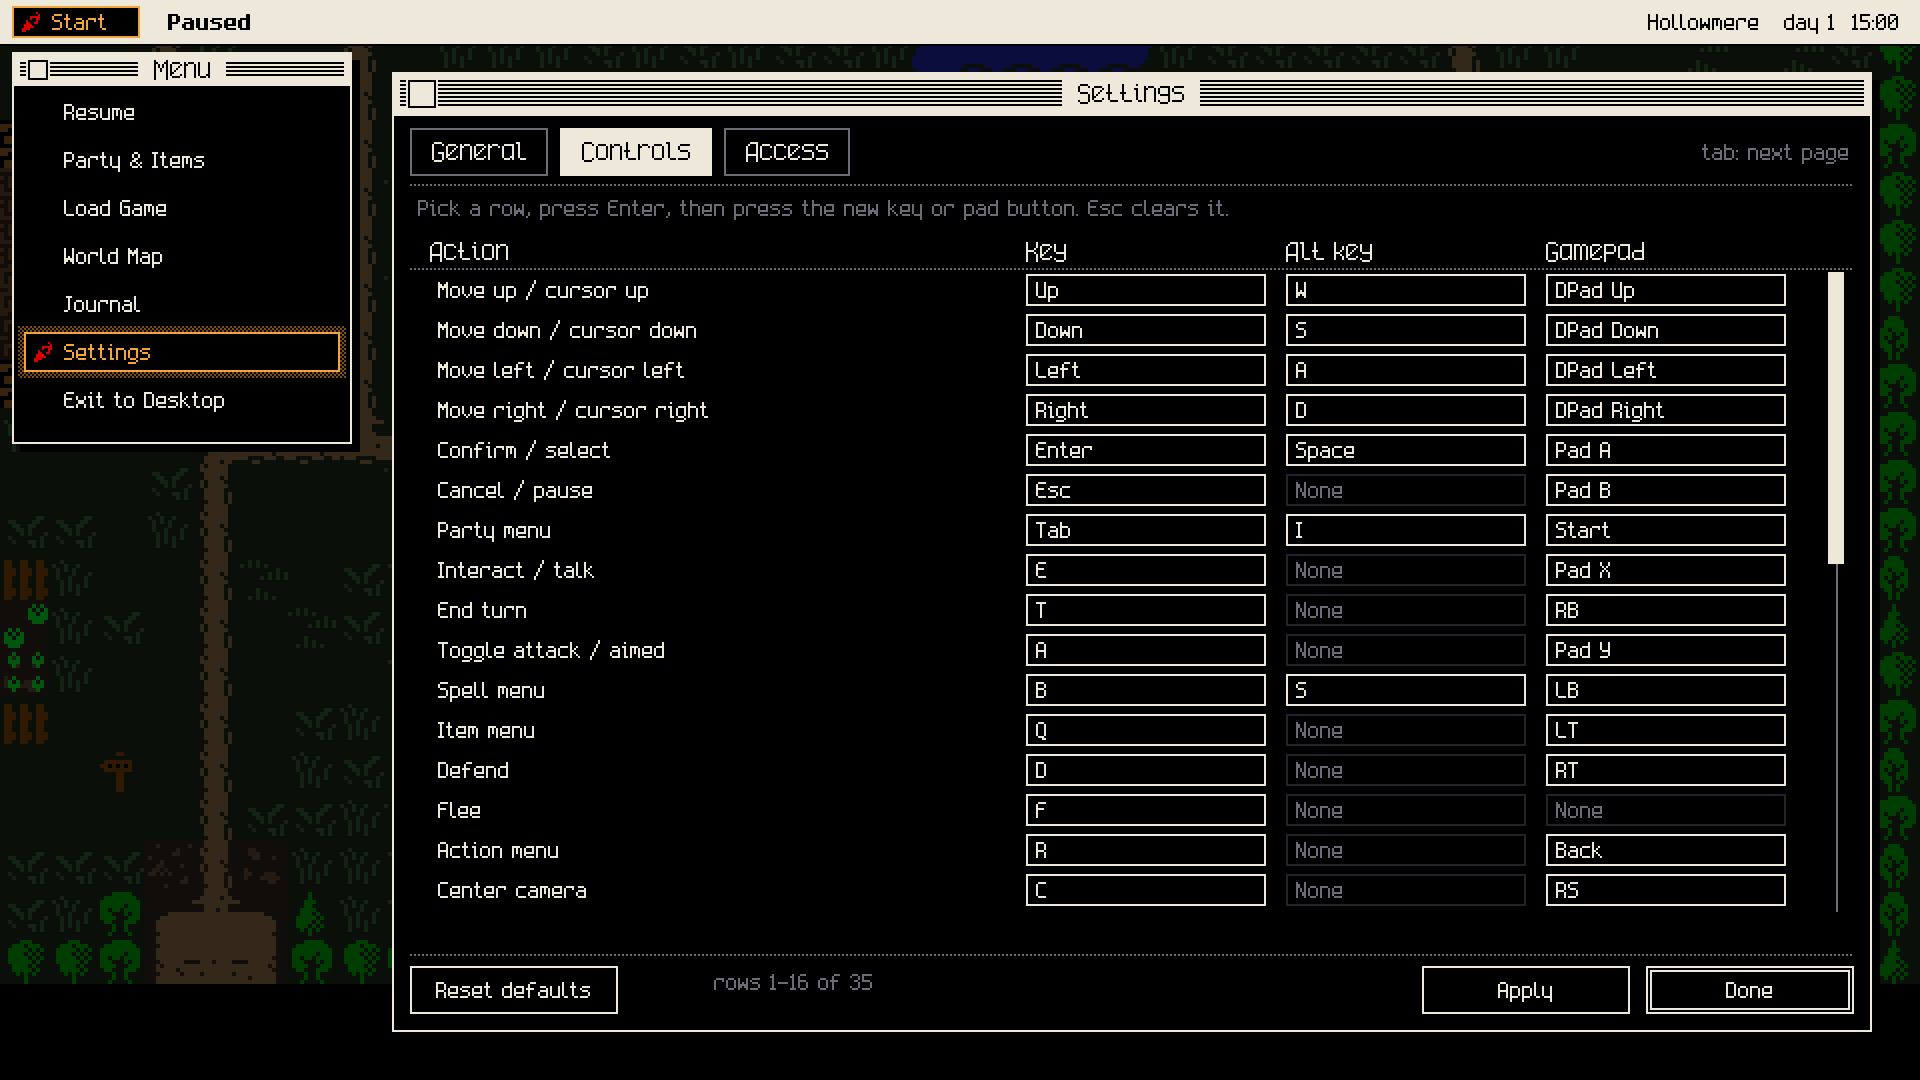 Start Paused Hollowmere day 1 15:00
Menu
Resume
Party & Items
Load Game
World Map
Journal
Settings
Exit to Desktop
Settings
General Controls Access tab: next page
Pick a row, press Enter, then press the new key or pad button. Esc clears it.
Action Key Alt key Gamepad
Move up / cursor up Up W DPad Up
Move down / cursor down Down S DPad Down
Move left / cursor left Left A DPad Left
Move right / cursor right Right D DPad Right
Confirm / select Enter Space Pad A
Cancel / pause Esc None Pad B
Party menu Tab I Start
Interact / talk E None Pad X
End turn T None RB
Toggle attack / aimed A None Pad Y
Spell menu B S LB
Item menu Q None LT
Defend D None RT
Flee F None None
Action menu R None Back
Center camera C None RS
Reset defaults rows 1-16 of 35 Apply Done